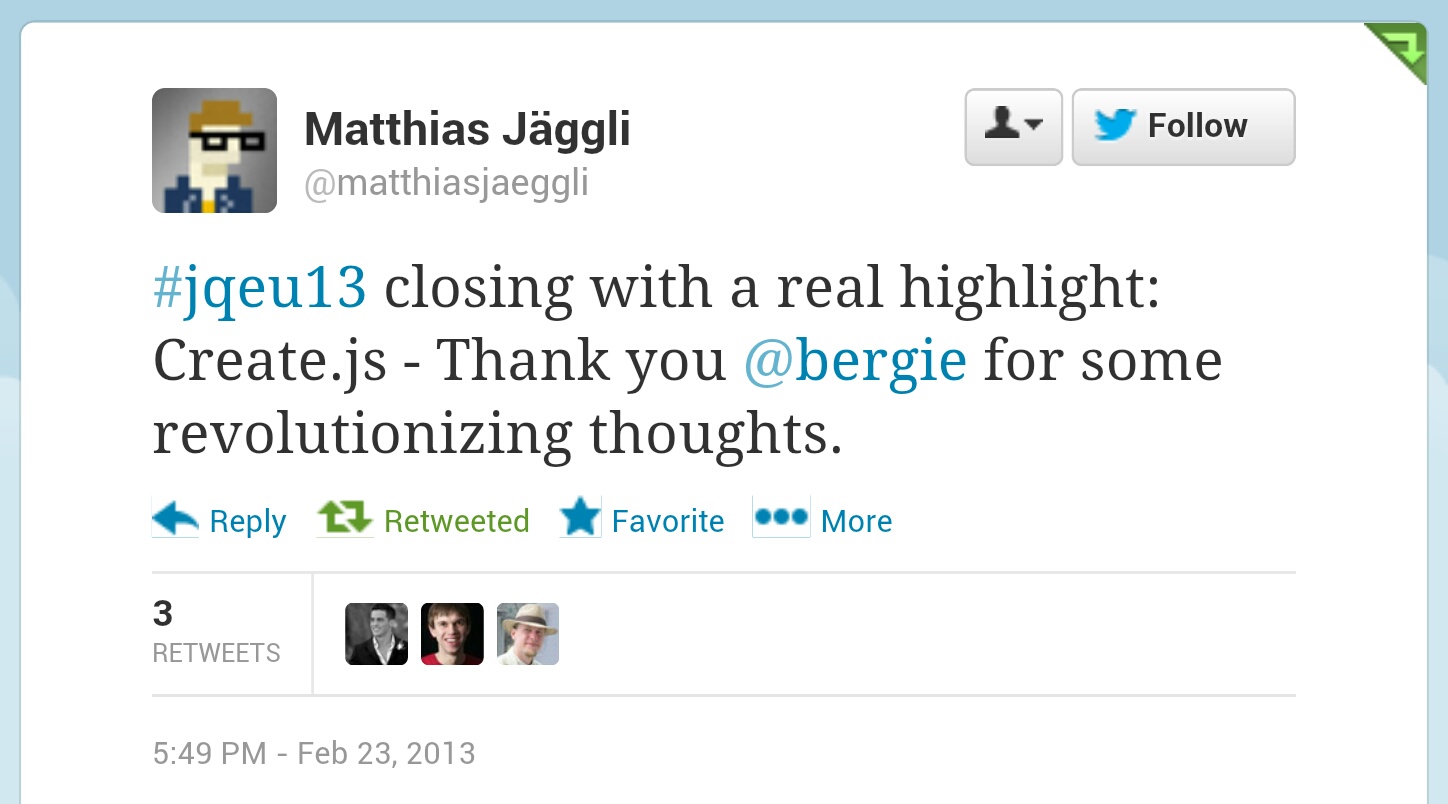 Matthias Jäggli
@matthiasjaeggli
Follow
#jqeu13 closing with a real highlight:
Create.js - Thank you @bergie for some
revolutionizing thoughts.
Reply Retweeted Favorite More
3
RETWEETS
5:49 PM - Feb 23, 2013